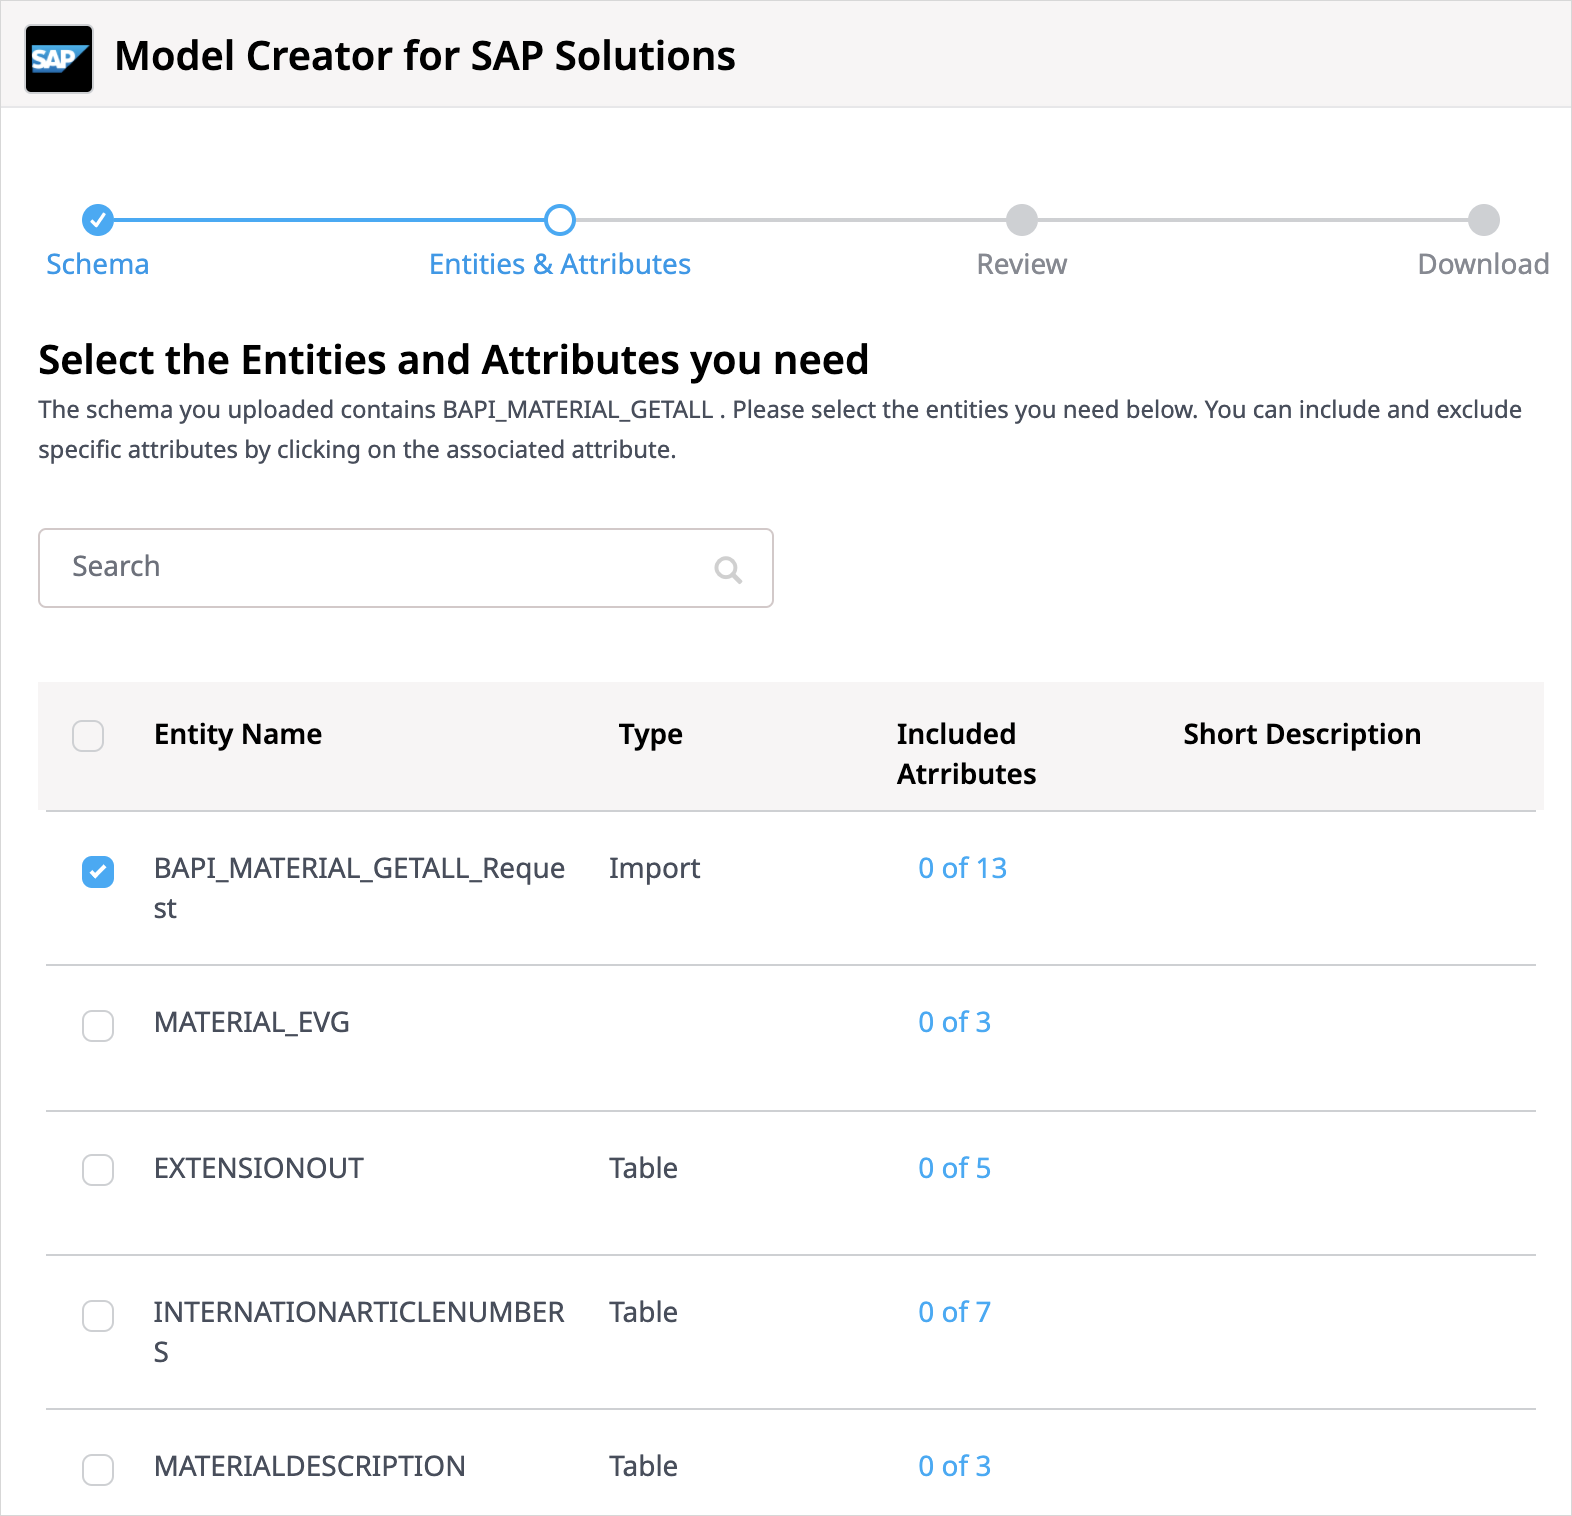 SAP
Model Creator for SAP Solutions
Schema
Entities & Attributes
Review
Download
Select the Entities and Attributes you need
The schema you uploaded contains BAPI_MATERIAL_GETALL . Please select the entities you need below. You can include and exclude
specific attributes by clicking on the associated attribute.
Search
Entity Name Type Included Short Description
Atrributes
BAPI_MATERIAL_GETALL_Reque Import 0 of 13
st
MATERIAL_EVG 0 of 3
EXTENSIONOUT Table 0 of 5
INTERNATIONARTICLENUMBER Table 0 of 7
S
MATERIALDESCRIPTION Table 0 of 3